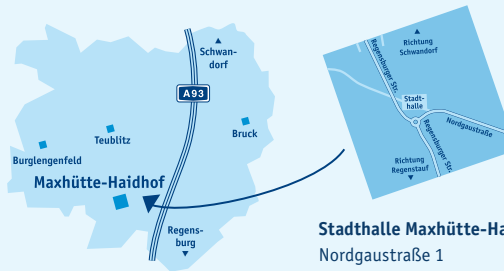 Schwan-
dorf
A93
Teublitz
Bruck
Burglengenfeld
Maxhütte-Haidhof
Regens-
burg
Richtung
Schwandorf
Regensburger Str.
Stadt-
halle
Nordgaustraße
Regensburger Str.
Richtung
Regenstauf
Stadthalle Maxhütte-Ha
Nordgaustraße 1